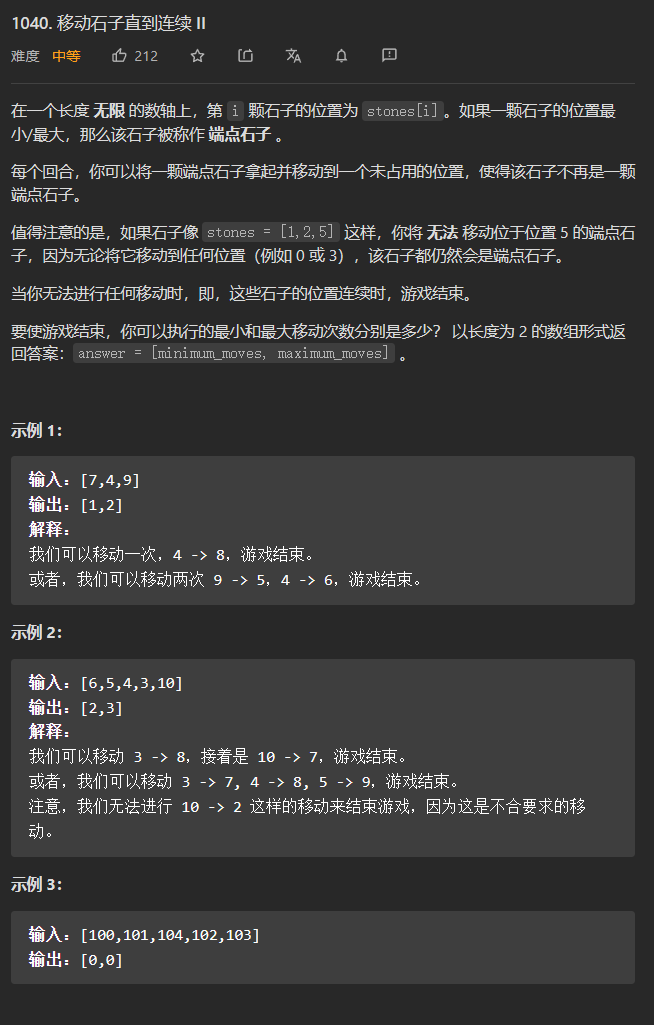 1040. 移动石子直到连续 II
难度 中等 212
在一个长度 无限 的数轴上，第 i 颗石子的位置为 stones[i]。如果一颗石子的位置最
小/最大，那么该石子被称作 端点石子 。
每个回合，你可以将一颗端点石子拿起并移动到一个未占用的位置，使得该石子不再是一颗
端点石子。
值得注意的是，如果石子像 stones = [1,2,5] 这样，你将 无法 移动位于位置 5 的端点石
子，因为无论将它移动到任何位置（例如 0 或 3），该石子都仍然会是端点石子。
当你无法进行任何移动时，即，这些石子的位置连续时，游戏结束。
要使游戏结束，你可以执行的最小和最大移动次数分别是多少？ 以长度为 2 的数组形式返
回答案：answer = [minimum_moves, maximum_moves] 。
示例 1：
输入：[7,4,9]
输出：[1,2]
解释：
我们可以移动一次，4 -> 8，游戏结束。
或者，我们可以移动两次 9 -> 5，4 -> 6，游戏结束。
示例 2：
输入：[6,5,4,3,10]
输出：[2,3]
解释：
我们可以移动 3 -> 8，接着是 10 -> 7，游戏结束。
或者，我们可以移动 3 -> 7, 4 -> 8, 5 -> 9，游戏结束。
注意，我们无法进行 10 -> 2 这样的移动来结束游戏，因为这是不合要求的移
动。
示例 3：
输入：[100,101,104,102,103]
输出：[0,0]